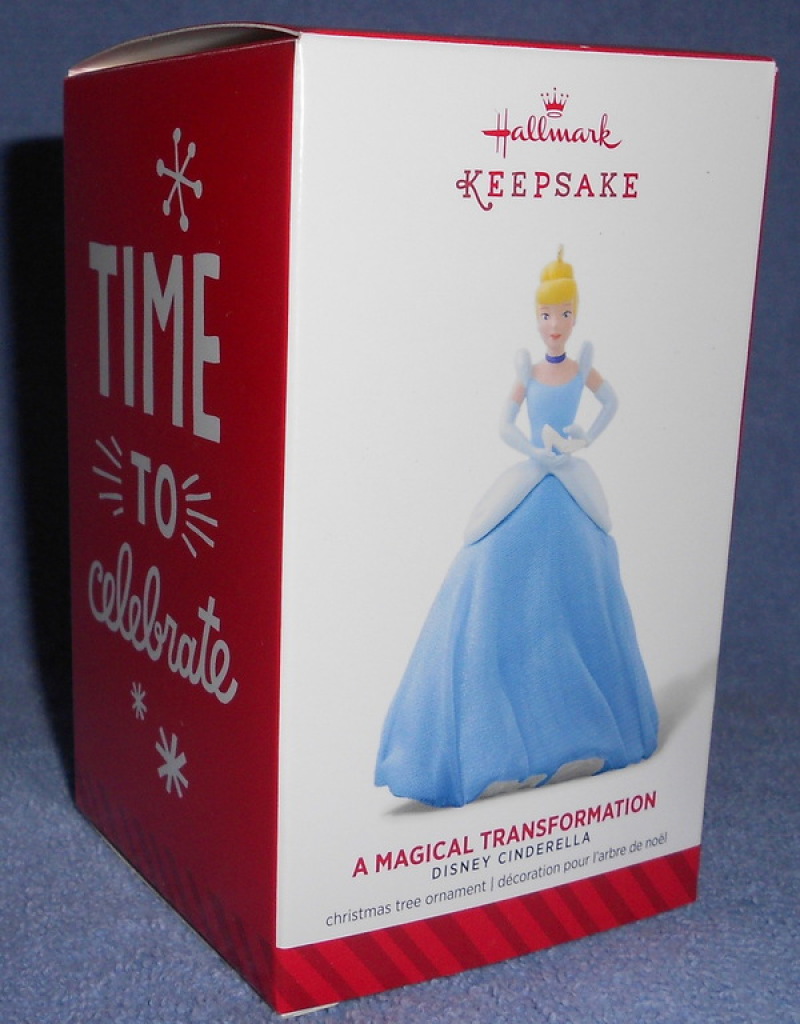 TIME
TO
celebrate
Hallmark
KEEPSAKE
A MAGICAL TRANSFORMATION
DISNEY CINDERELLA
christmas tree ornament | décoration pour l'arbre de noël